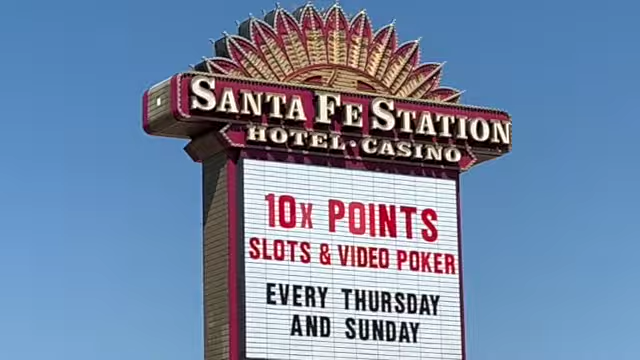 SANTA FE STATION
HOTEL · CASINO
10X POINTS
SLOTS & VIDEO POKER
EVERY THURSDAY
AND SUNDAY